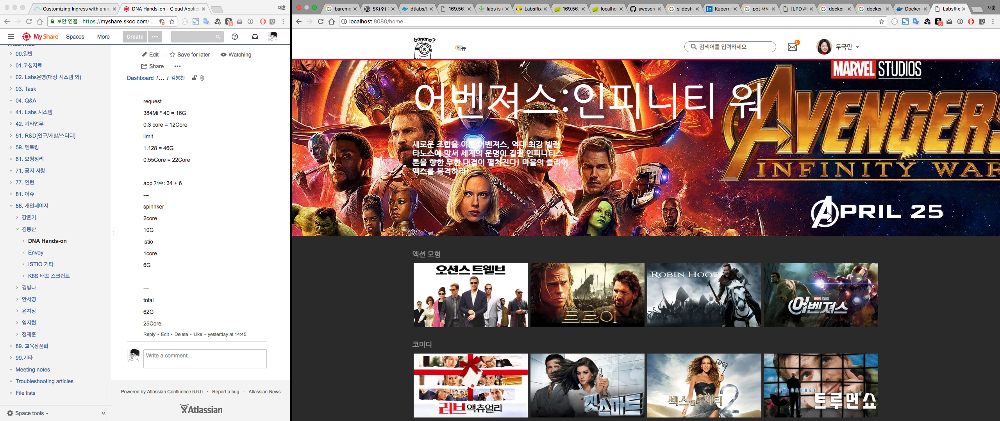 Customizing Ingress with anno
DNA Hands-on - Cloud Applica
재훈
보안 연결
https://myshare.skcc.com/...
6
MyShare
Spaces
More
Create
PAGE TREE
00.일반
01.코칭자료
02. Labs운영(대상 시스템 외)
03. Task
04. Q&A
41. Labs 시스템
42. 기타업무
51. R&D[연구/개발/스터디]
59. 멘토링
61. 요청정리
71. 공지 사항
77. 인턴
81. 이슈
88. 개인페이지
강훈기
김봉찬
DNA Hands-on
Envoy
ISTIO 기타
K8S 배포 스크립트
김빛나
안서영
윤지상
임지현
정재훈
89. 교육상품화
99.기타
Meeting notes
Troubleshooting articles
File lists
Space tools
Edit
Save for later
Watching
Share
Dashboard /... / 김봉찬
request
384Mi * 40 = 16G
0.3 core = 12Core
limit
1.128 = 46G
0.55Core = 22Core
app 개수: 34 + 6
---
spinnker
2core
10G
istio
1core
6G
---
total
62G
25Core
Reply • Edit • Delete • Like • yesterday at 14:45
Write a comment…
Powered by Atlassian Confluence 6.6.0 · Report a bug · Atlassian News
Atlassian
bareme
SK(주) C
dtlabs/l
169.56.
labs is u
Labsflix
169.56.
localhos
awesom
slidesha
Kuberne
ppt 서체
[LPD #5
docker
docker
Docker
Labsflix
재훈
localhost:8080/home
6
banana?
메뉴
검색어를 입력하세요
1
두국만
MARVEL STUDIOS
어벤져스:인피니티 워
AVENGERS
INFINITY WAR
새로운 조합을 이룬 어벤져스, 역대 최강 빌런
타노스에 맞서 세계의 운명이 걸린 인피니티스
톤을 향한 무한 대결이 펼쳐진다! 마블의 클라이
맥스를 목격하라!
APRIL 25
액션 모험
오션스 트웰브
트로이
ROBIN HOOD
MARVEL STUDIOS
어벤져스
코미디
러브 액츄얼리
겟스마트
섹스앤더시티 2
JIM CARREY
트루먼쇼